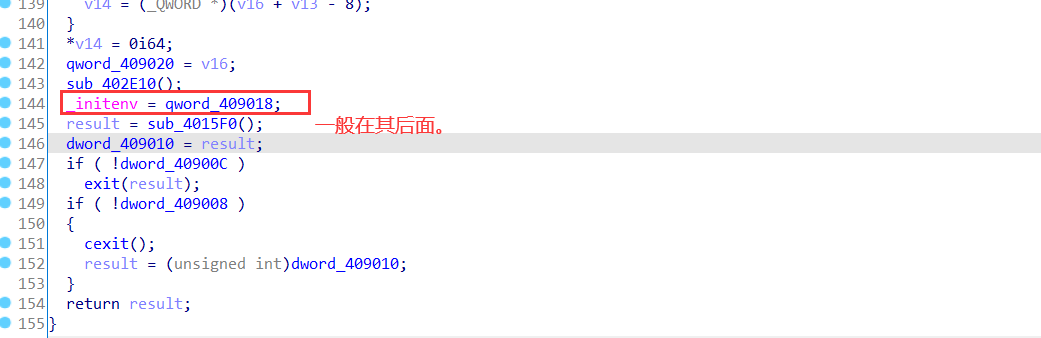 139 v14 = (_QWORD *)(v16 + v13 - 8);
140 }
141 *v14 = 0i64;
142 qword_409020 = v16;
143 sub_402E10();
144 _initenv = qword_409018;
145 result = sub_4015F0(); 一般在其后面。
146 dword_409010 = result;
147 if ( !dword_40900C )
148 exit(result);
149 if ( !dword_409008 )
150 {
151 cexit();
152 result = (unsigned int)dword_409010;
153 }
154 return result;
155 }